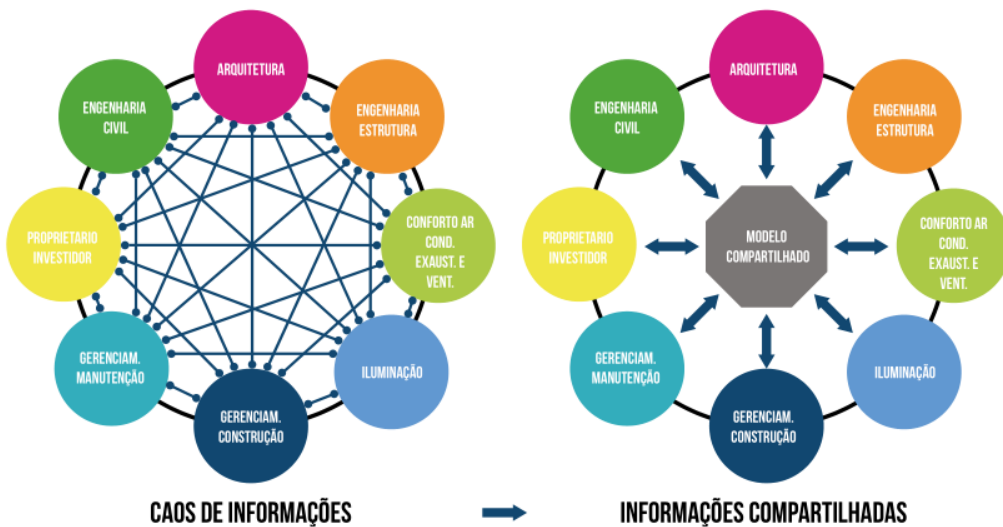 ARQUITETURA
ENGENHARIA
CIVIL
ENGENHARIA
ESTRUTURA
PROPRIETARIO
INVESTIDOR
CONFORTO AR
COND.
EXAUST. E
VENT.
GERENCIAM.
MANUTENÇÃO
ILUMINAÇÃO
GERENCIAM.
CONSTRUÇÃO
CAOS DE INFORMAÇÕES
ARQUITETURA
ENGENHARIA
CIVIL
ENGENHARIA
ESTRUTURA
PROPRIETARIO
INVESTIDOR
MODELO
COMPARTILHADO
CONFORTO AR
COND.
EXAUST. E
VENT.
GERENCIAM.
MANUTENÇÃO
ILUMINAÇÃO
GERENCIAM.
CONSTRUÇÃO
INFORMAÇÕES COMPARTILHADAS